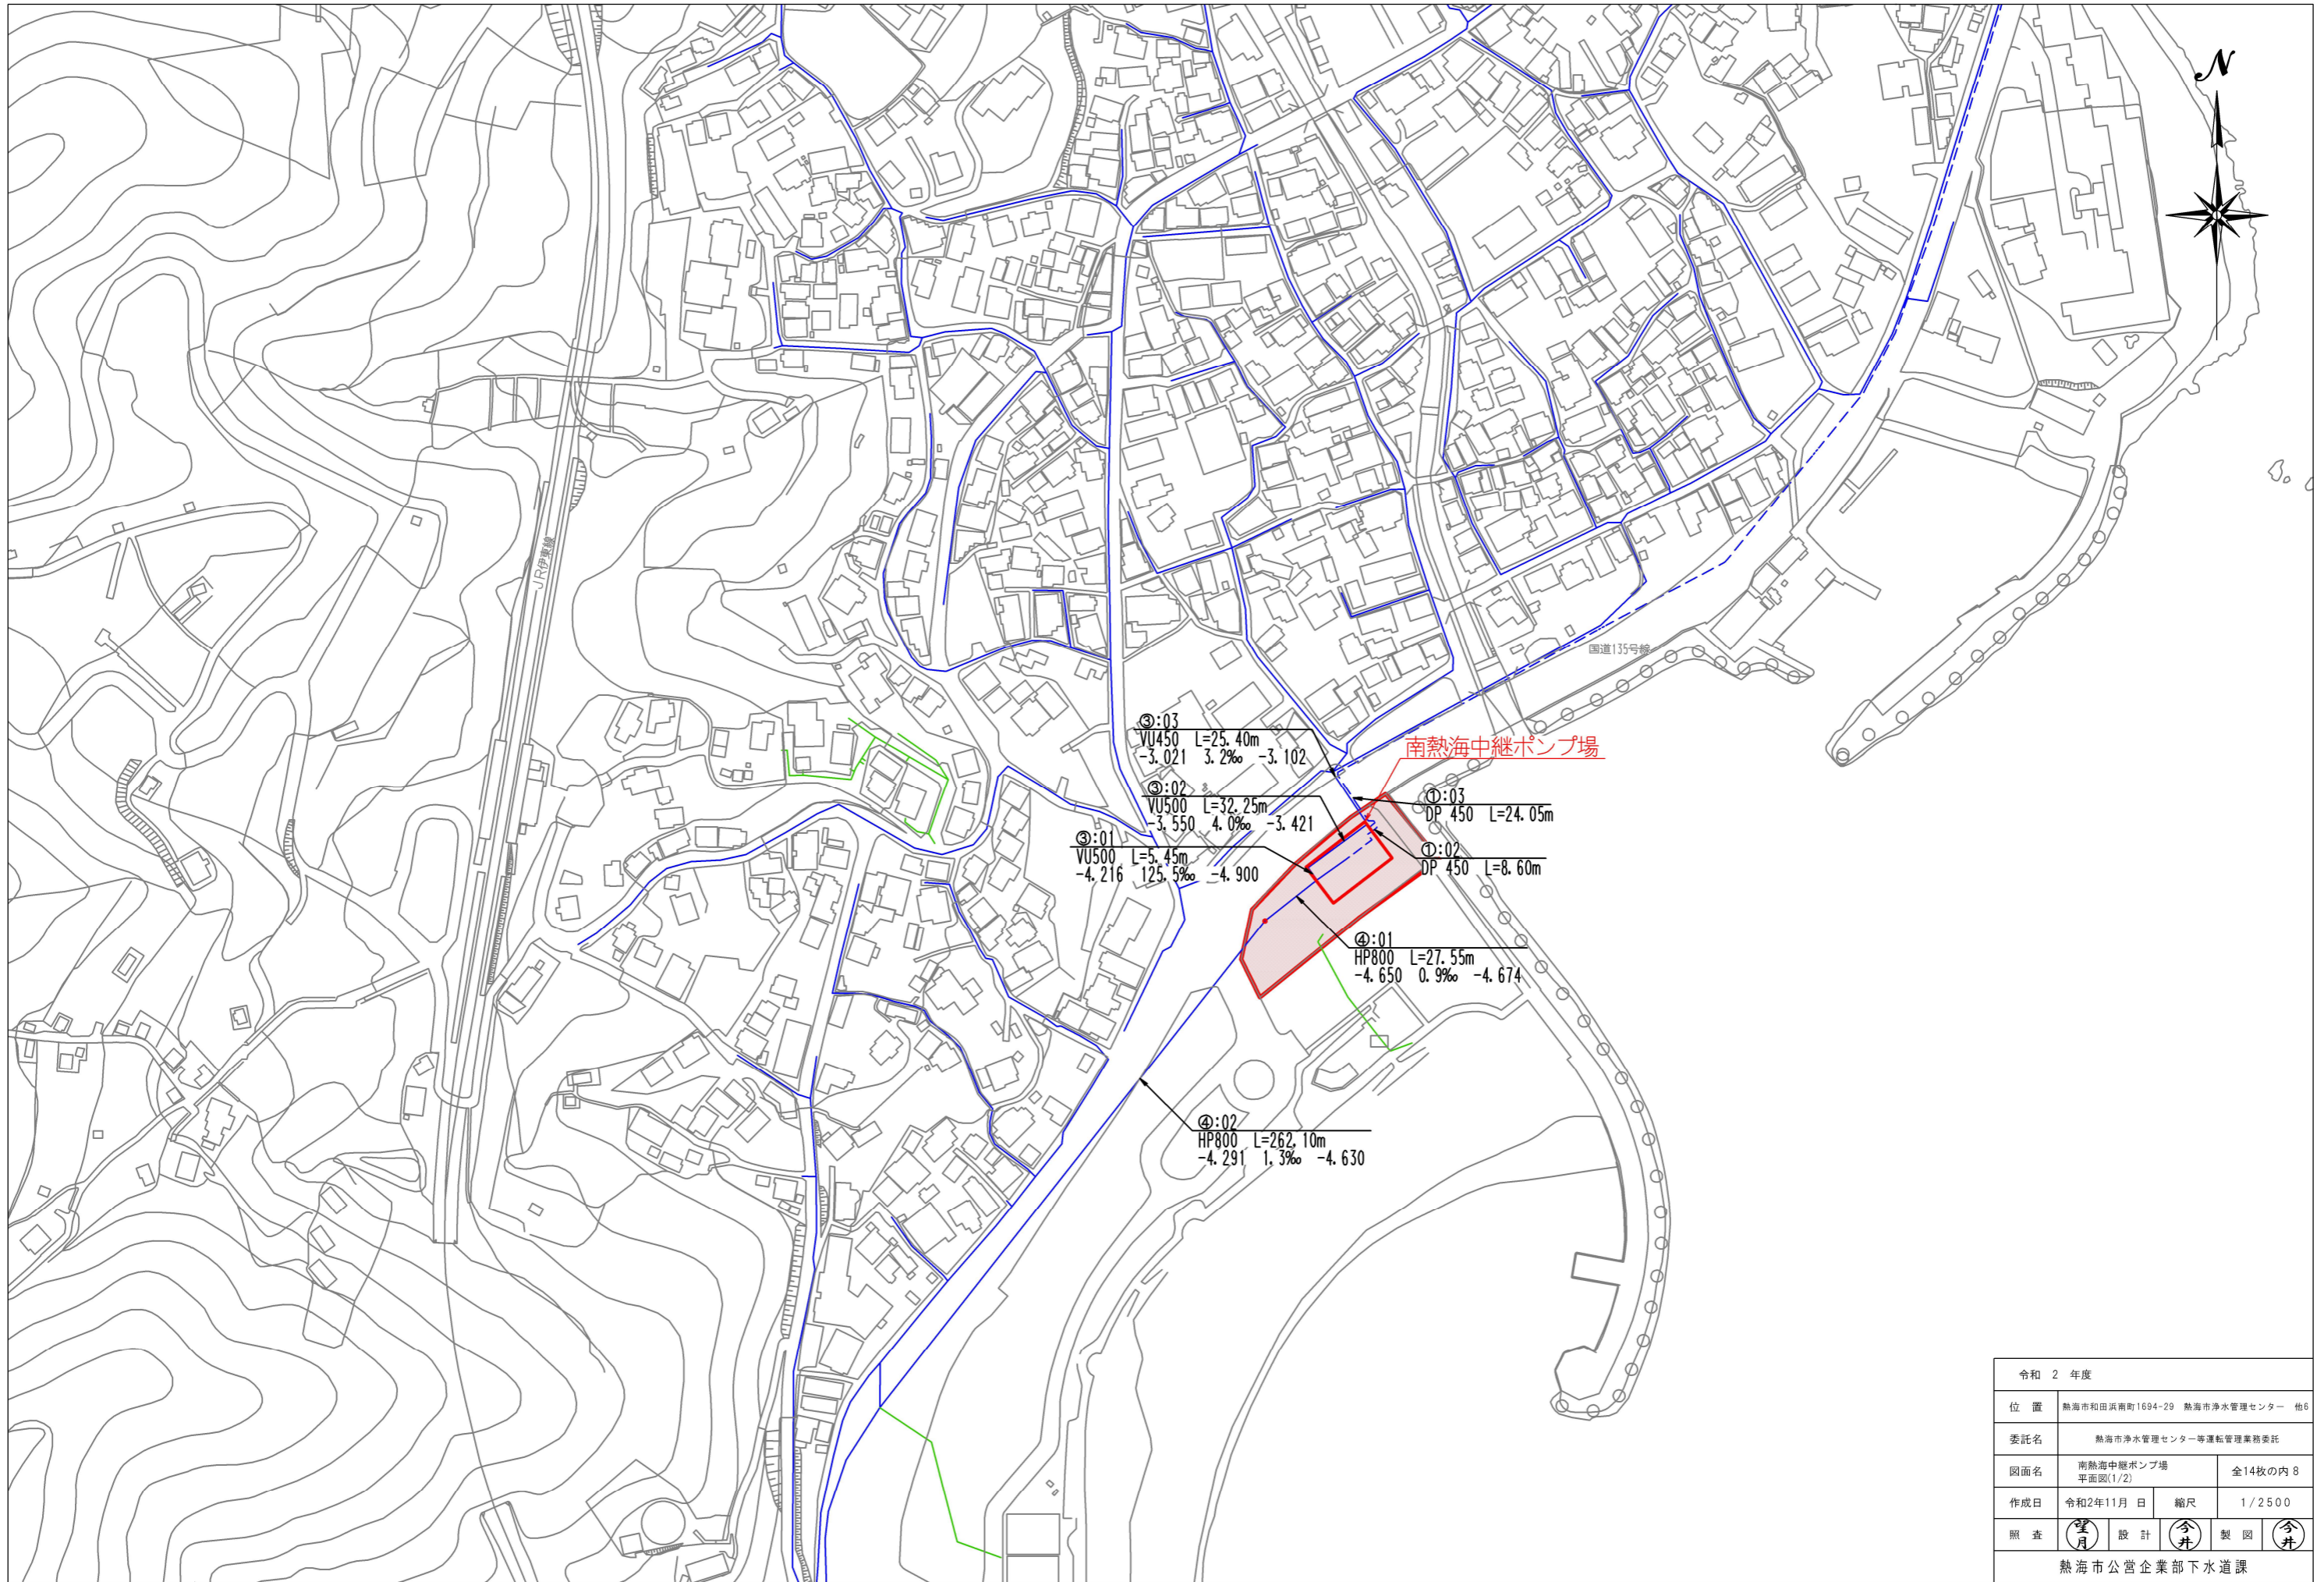 N
JR伊東線
国道135号線
③:03
VU450 L=25.40m
-3.021 3.2‰ -3.102
南熱海中継ポンプ場
③:02
VU500 L=32.25m
-3.550 4.0‰ -3.421
①:03
DP 450 L=24.05m
③:01
VU500 L=5.45m
-4.216 125.5‰ -4.900
①:02
DP 450 L=8.60m
④:01
HP800 L=27.55m
-4.650 0.9‰ -4.674
④:02
HP800 L=262.10m
-4.291 1.3‰ -4.630
令和 2 年度
位 置 熱海市和田浜南町1694-29 熱海市浄水管理センター 他6
委託名 熱海市浄水管理センター等運転管理業務委託
図面名 南熱海中継ポンプ場
平面図(1/2) 全14枚の内 8
作成日 令和2年11月 日 縮尺 1/2500
照 査 望月 設 計 今井 製 図 今井
熱海市公営企業部下水道課